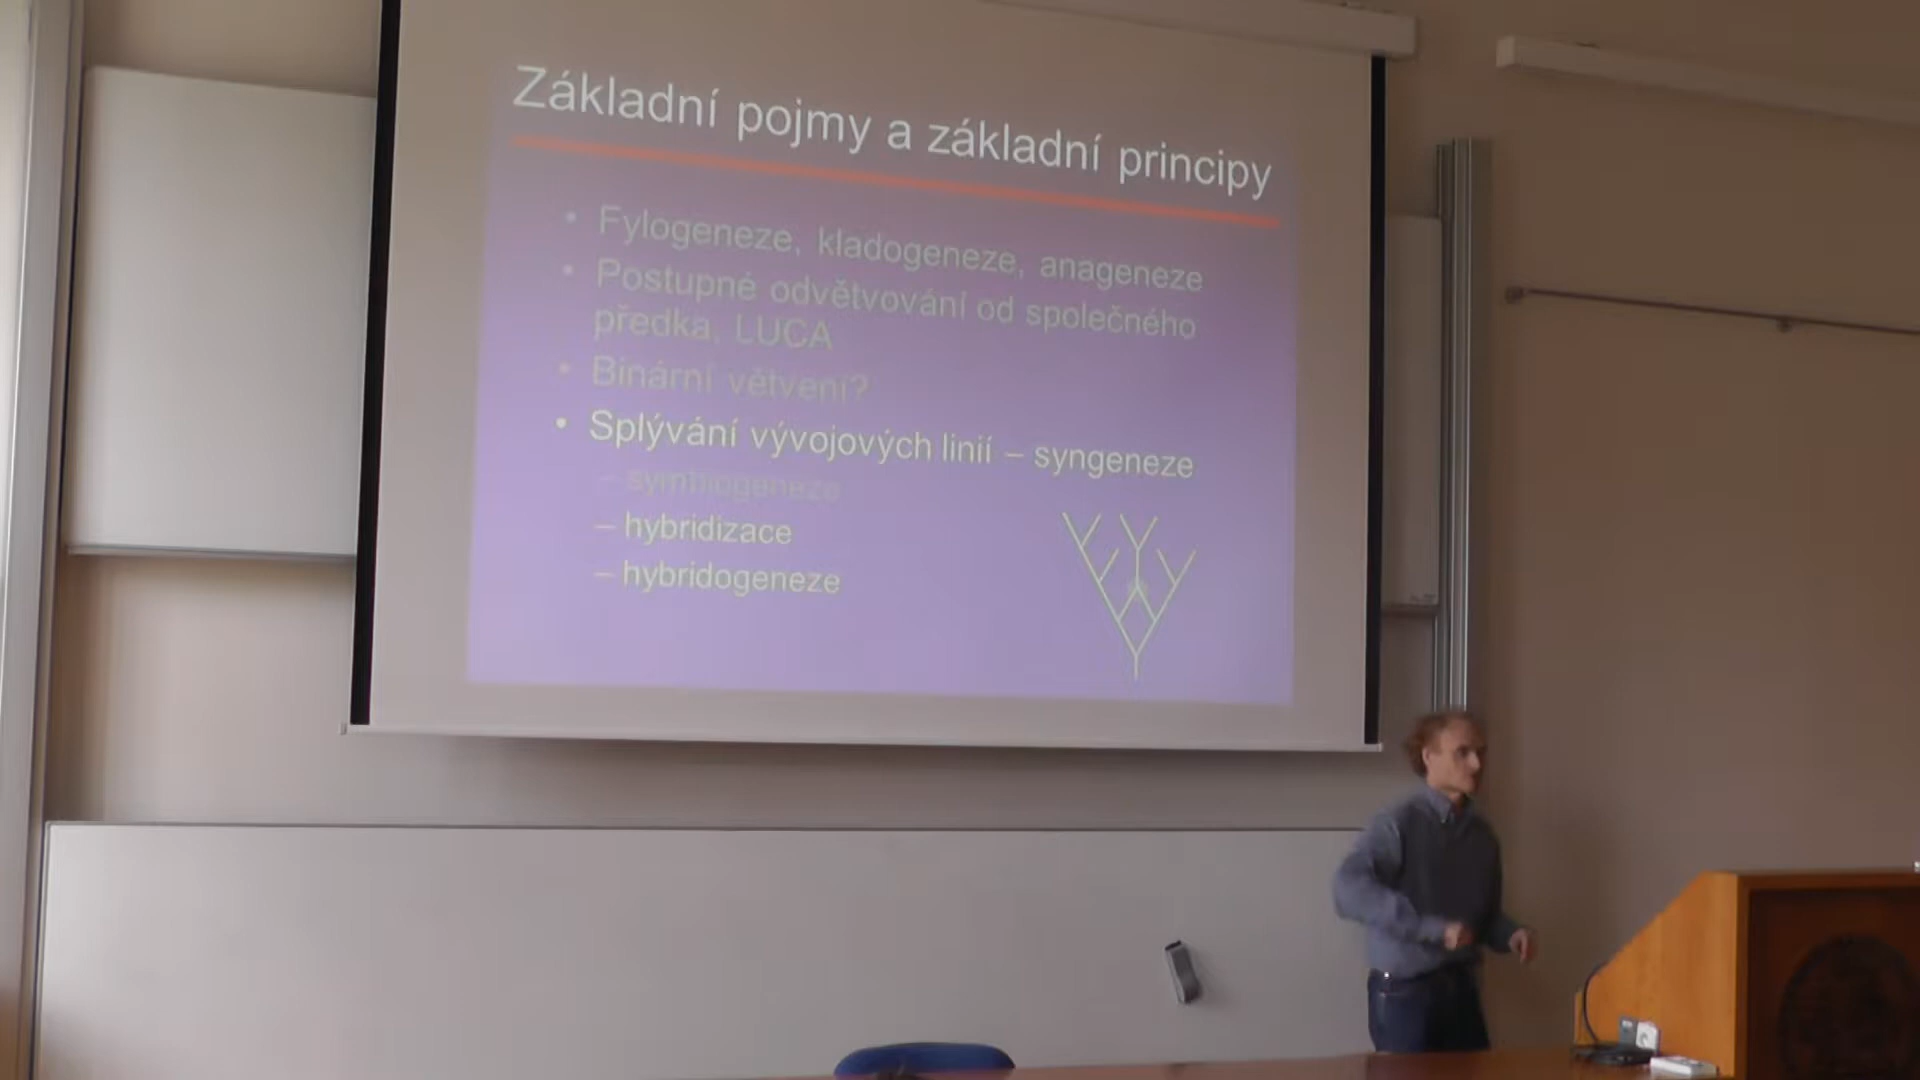 Základní pojmy a základní principy
• Fylogeneze, kladogeneze, anageneze
• Postupné odvětvování od společného
předka, LUCA
• Binární větvení?
• Splývání vývojových linií – syngeneze
– symbiogeneze
– hybridizace
– hybridogeneze